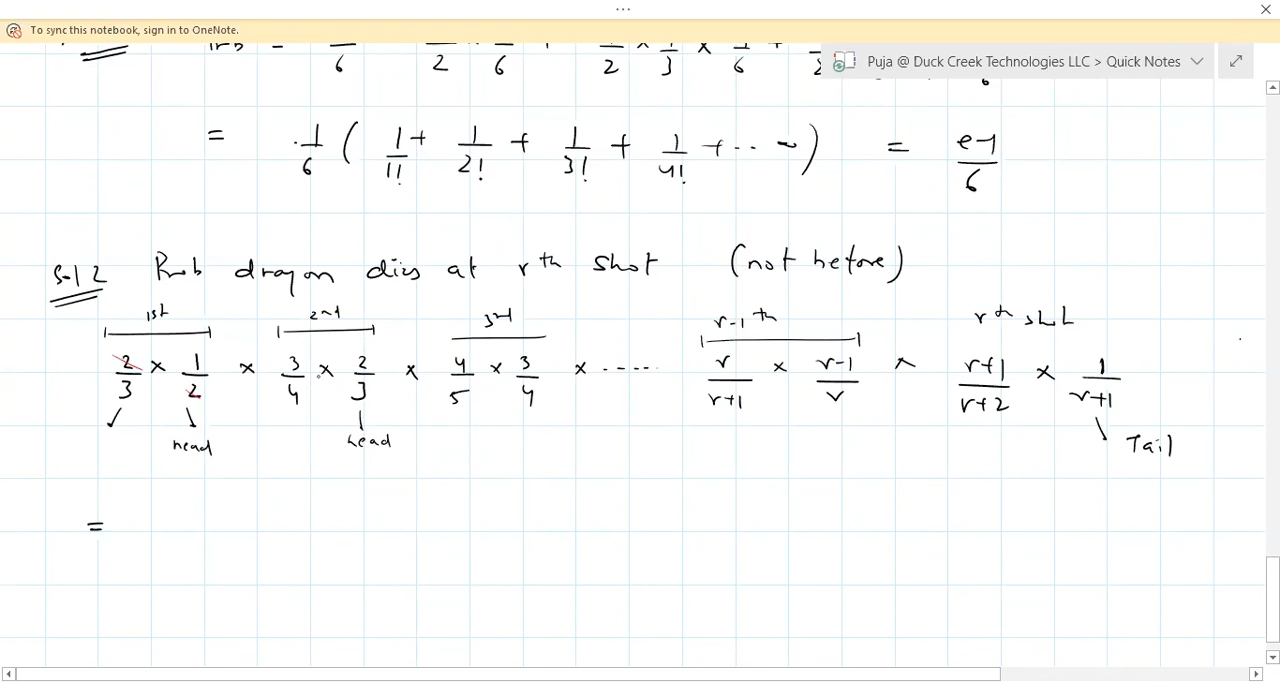 ...
To sync this notebook, sign in to OneNote.
Puja @ Duck Creek Technologies LLC > Quick Notes
= 1/6 ( 1/1! + 1/2! + 1/3! + 1/4! + ... ) = e-1/6
Sol 2 Prob dragon dies at rth shot (not before)
1st 2nd 3rd r-1th rth shot
2/3 × 1/2 × 3/4 × 2/3 × 4/5 × 3/4 × ..... r/r+1 × r-1/r × r+1/r+2 × 1/r+1
head head Tail
=